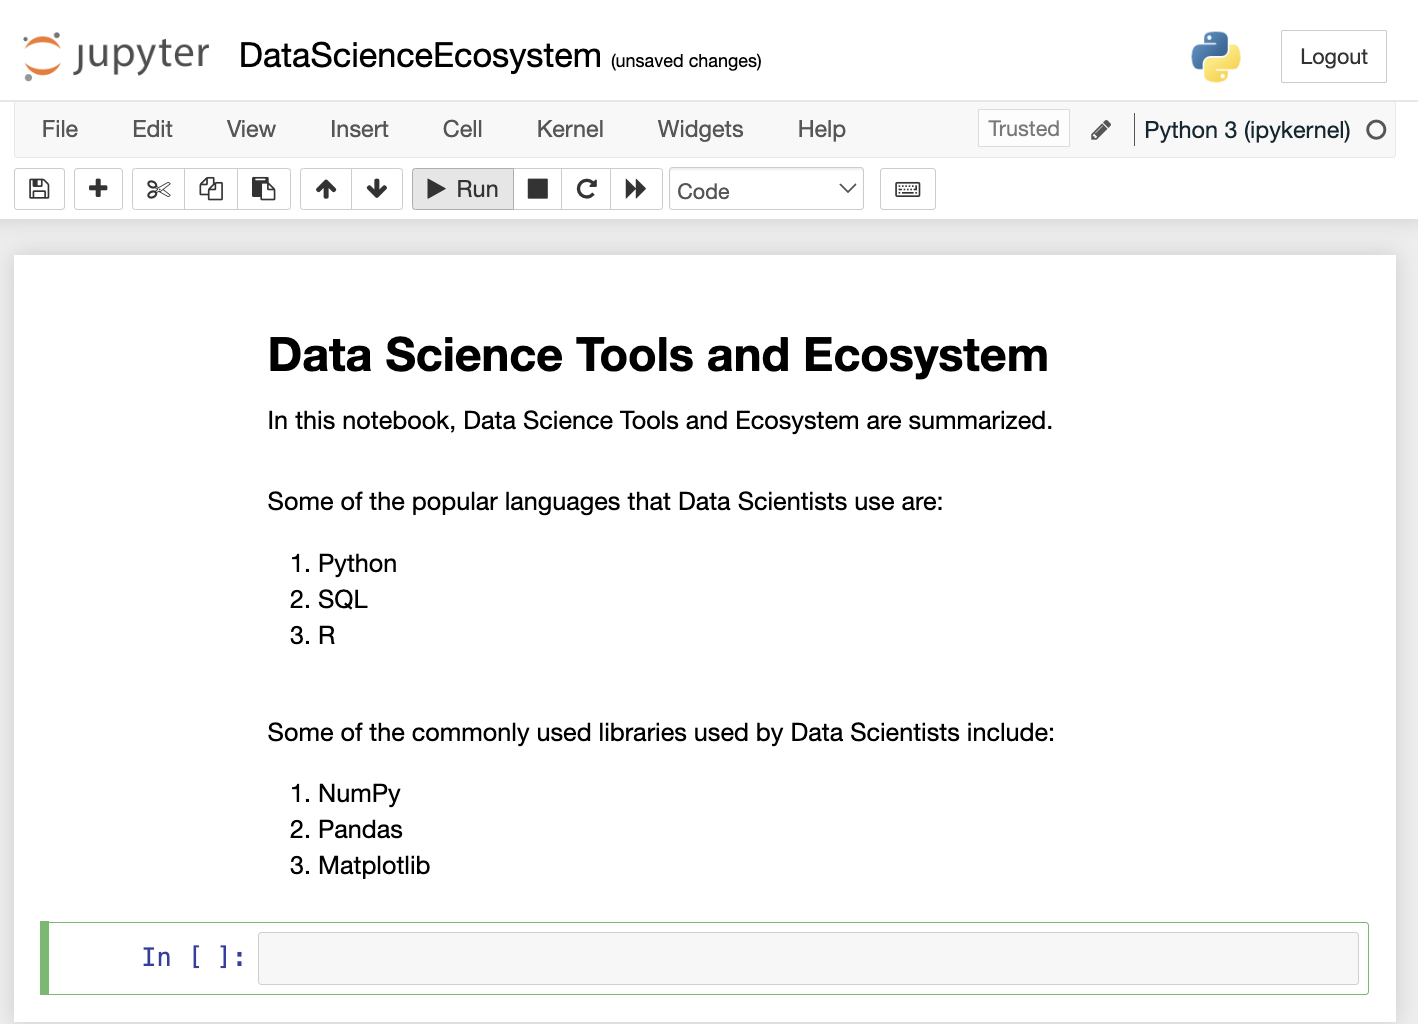 jupyter DataScienceEcosystem (unsaved changes) Logout
File Edit View Insert Cell Kernel Widgets Help Trusted Python 3 (ipykernel)
Run Code
Data Science Tools and Ecosystem
In this notebook, Data Science Tools and Ecosystem are summarized.
Some of the popular languages that Data Scientists use are:
1. Python
2. SQL
3. R
Some of the commonly used libraries used by Data Scientists include:
1. NumPy
2. Pandas
3. Matplotlib
In [ ]: